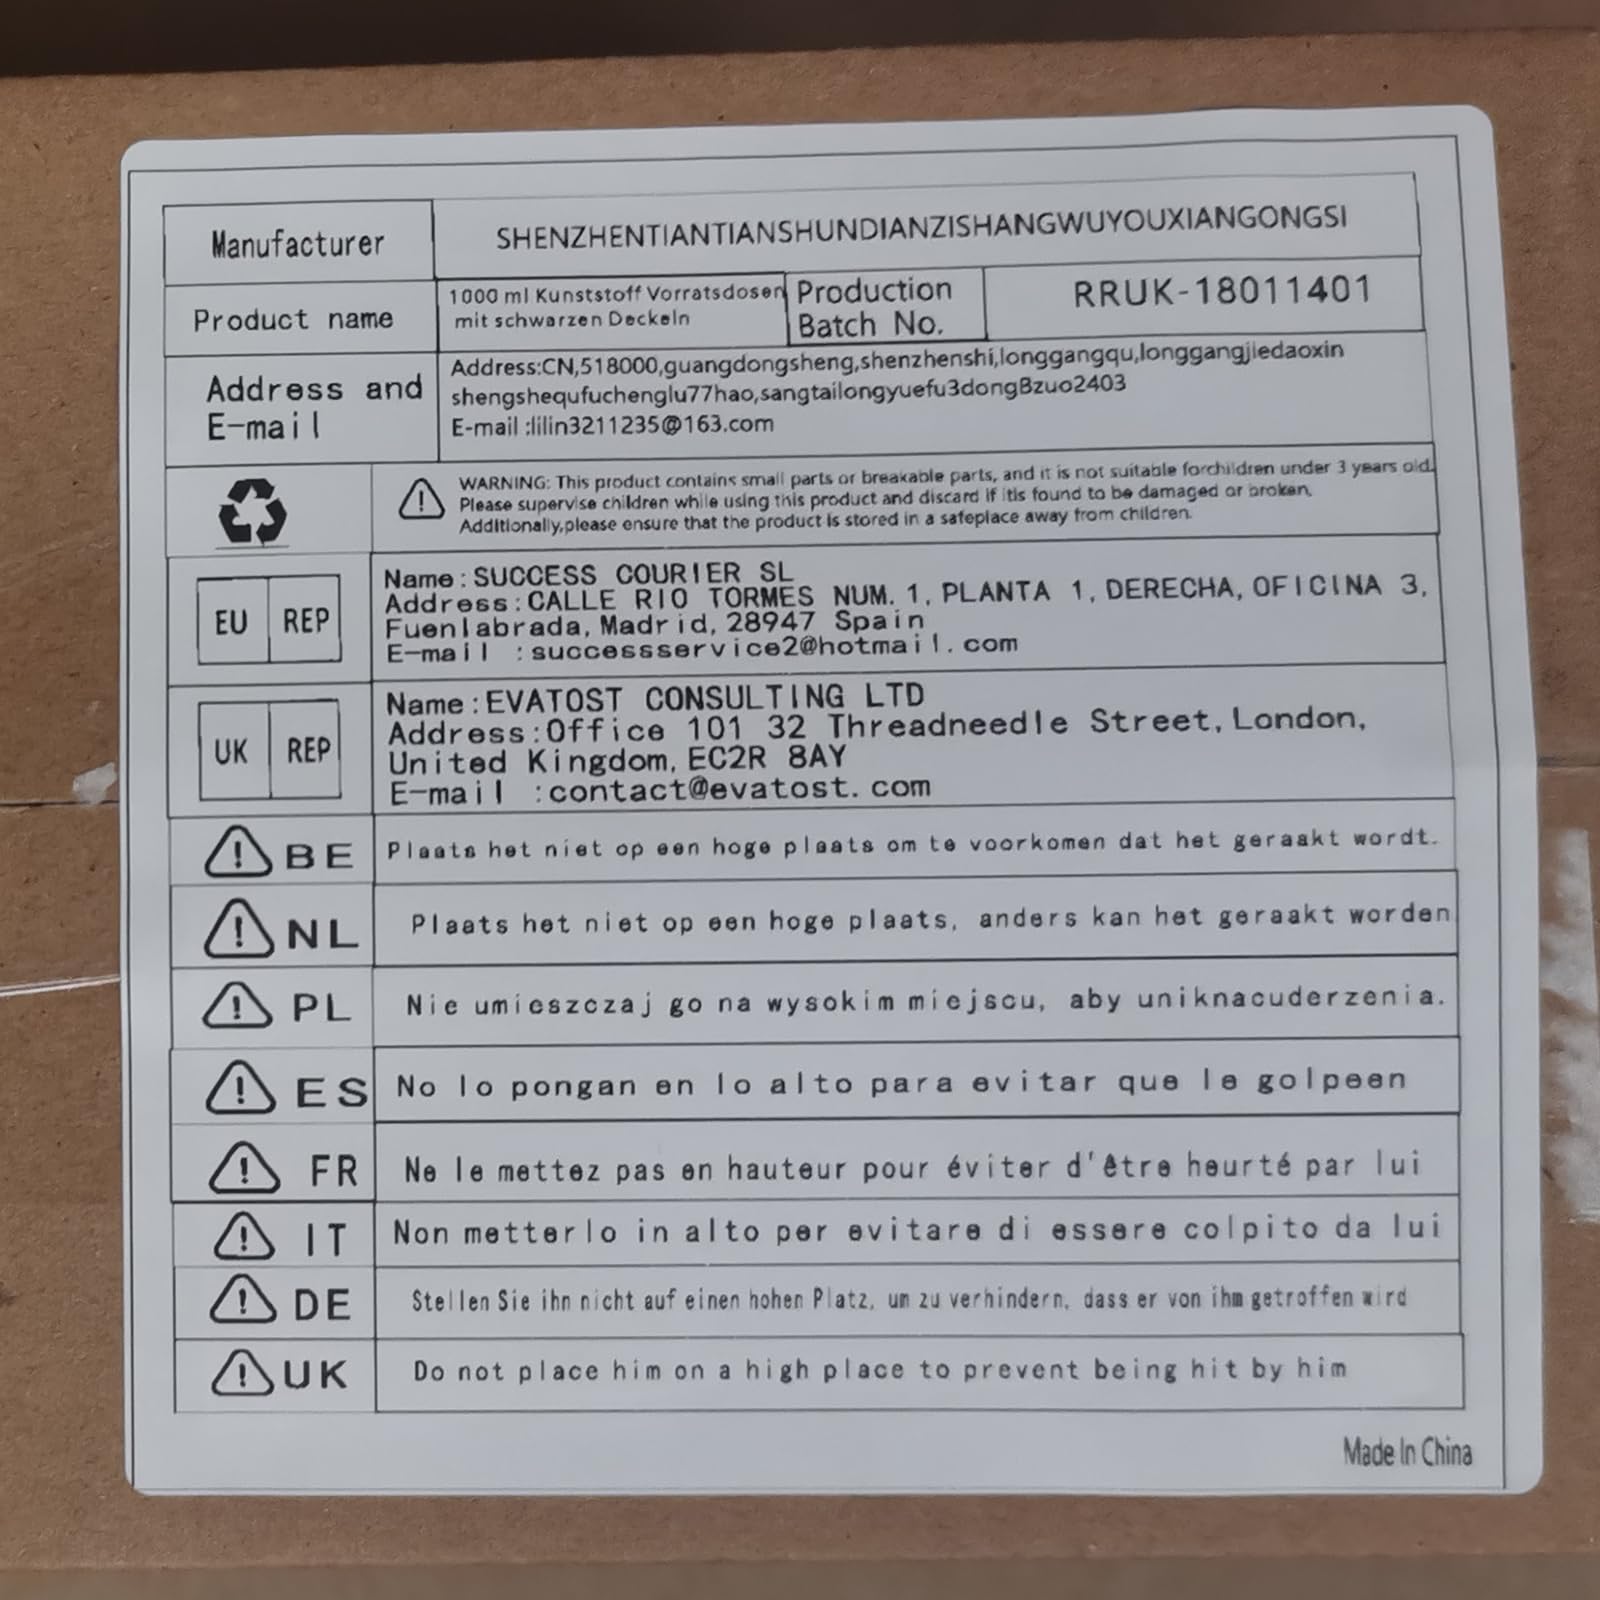 Manufacturer SHENZHENTIANTIANSHUNDIANZISHANGWUYOUXIANGONGSI
Product name 1000 ml Kunststoff Vorratsdosen
mit schwarzen Deckeln
Production
Batch No.
RRUK-18011401
Address and
E-mail
Address:CN,518000,guangdongsheng,shenzhenshi,longgangqu,longgangjiedaoxin
shengshequfuchenglu77hao,sangtailongyuefu3dongBzuo2403
E-mail :lilin3211235@163.com
WARNING: This product contains small parts or breakable parts, and it is not suitable forchildren under 3 years old.
Please supervise children while using this product and discard if itis found to be damaged or broken.
Additionally,please ensure that the product is stored in a safeplace away from children.
EU REP
Name:SUCCESS COURIER SL
Address:CALLE RIO TORMES NUM. 1, PLANTA 1, DERECHA, OFICINA 3,
Fuenlabrada, Madrid, 28947 Spain
E-mail :successservice2@hotmail.com
UK REP
Name:EVATOST CONSULTING LTD
Address:Office 101 32 Threadneedle Street, London,
United Kingdom, EC2R 8AY
E-mail :contact@evatost.com
BE Plaats het niet op een hoge plaats om te voorkomen dat het geraakt wordt.
NL Plaats het niet op een hoge plaats, anders kan het geraakt worden
PL Nie umieszczaj go na wysokim miejscu, aby uniknacuderzenia.
ES No lo pongan en lo alto para evitar que le golpeen
FR Ne le mettez pas en hauteur pour éviter d'être heurté par lui
IT Non metterlo in alto per evitare di essere colpito da lui
DE Stellen Sie ihn nicht auf einen hohen Platz, um zu verhindern, dass er von ihm getroffen wird
UK Do not place him on a high place to prevent being hit by him
Made In China